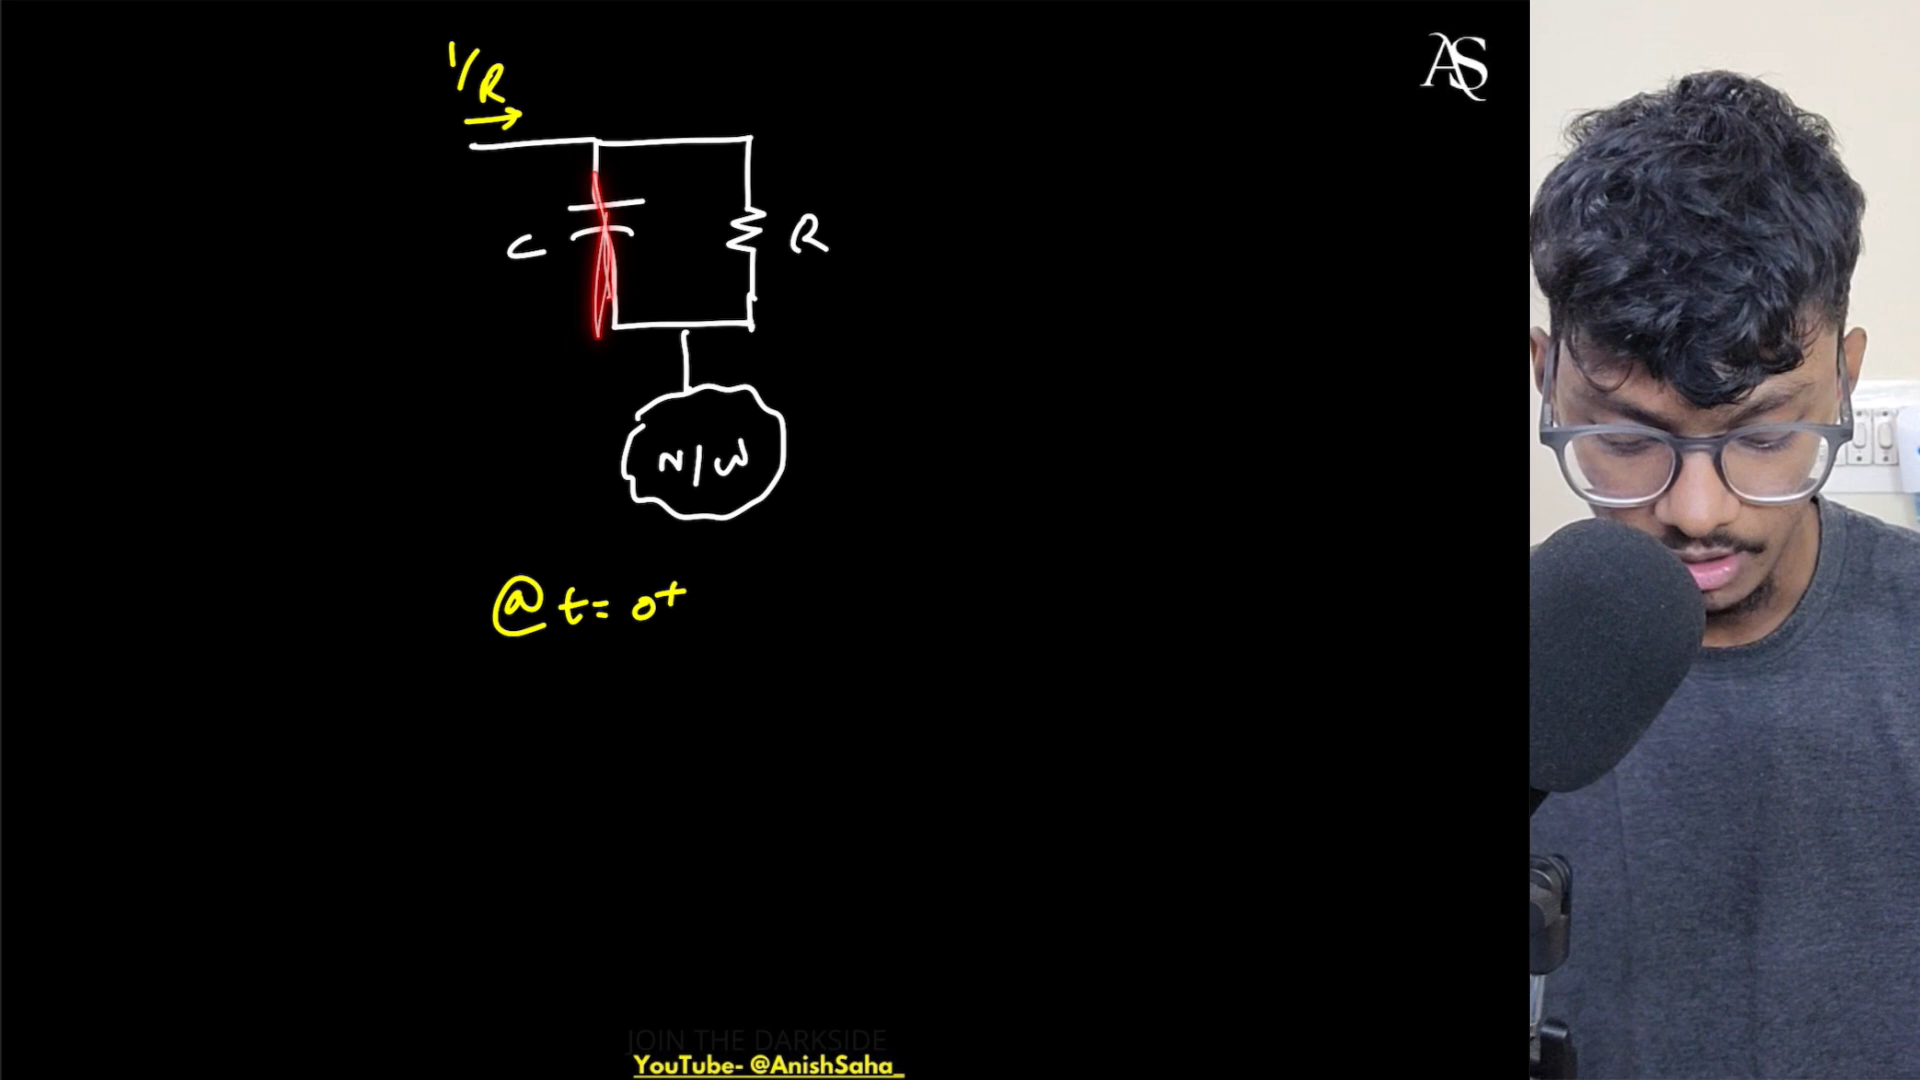 AS
1/R
C
R
N/W
@ t= 0+
JOIN THE DARKSIDE
YouTube- @AnishSaha_